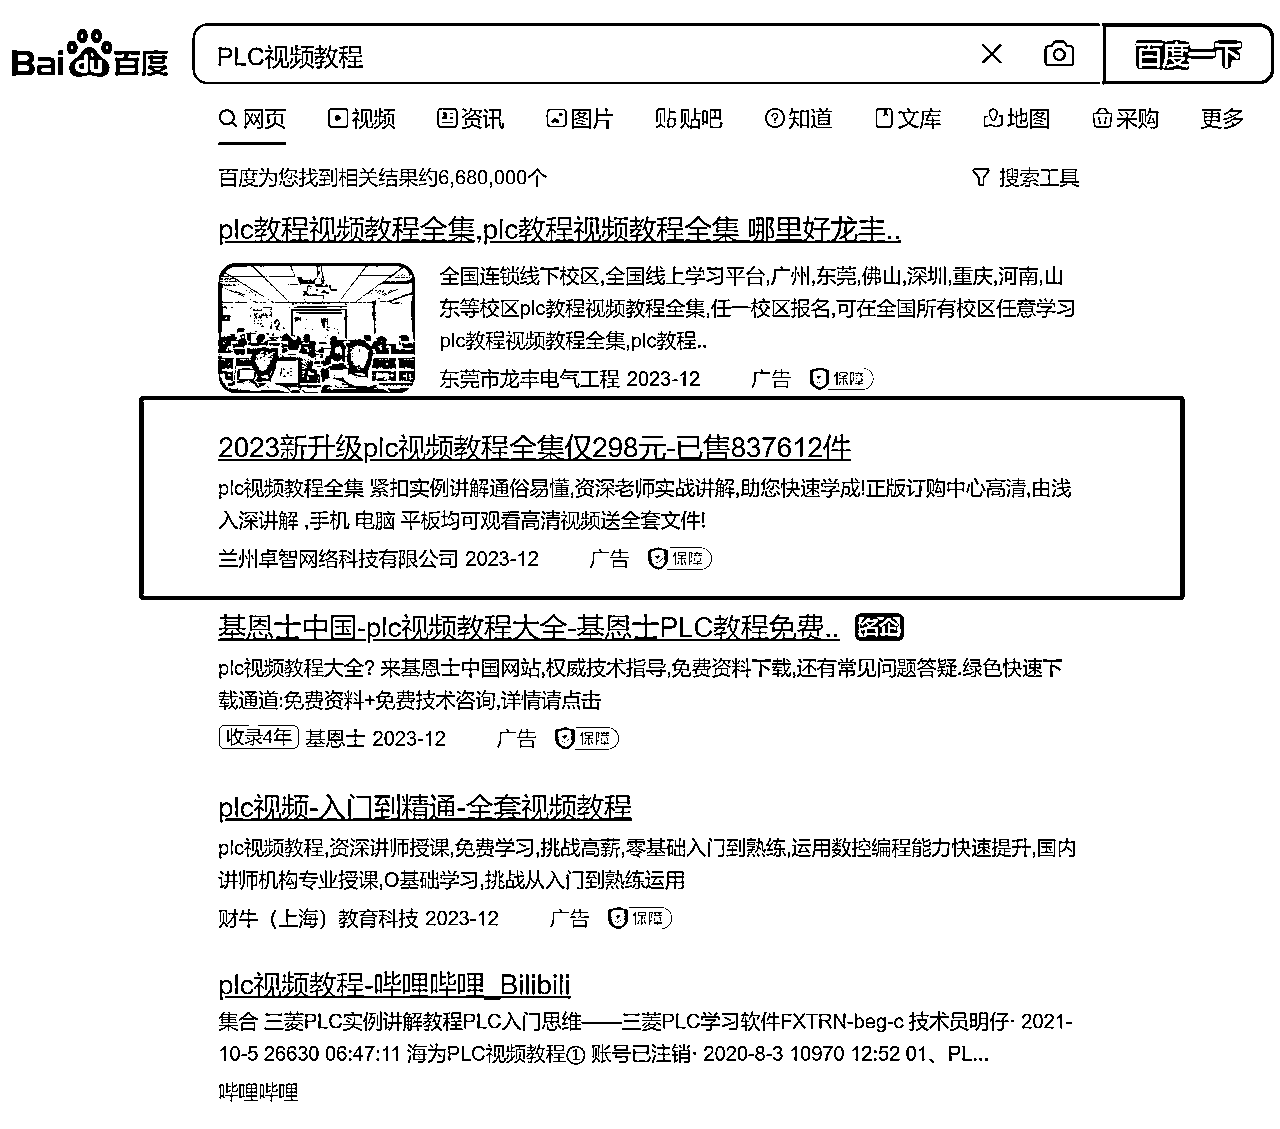 Bai du 百度
PLC视频教程
百度一下
网页 视频 资讯 图片 贴吧 知道 文库 地图 采购 更多
百度为您找到相关结果约6,680,000个 搜索工具
plc教程视频教程全集,plc教程视频教程全集 哪里好龙丰..
全国连锁线下校区,全国线上学习平台,广州,东莞,佛山,深圳,重庆,河南,山
东等校区plc教程视频教程全集,任一校区报名,可在全国所有校区任意学习
plc教程视频教程全集,plc教程..
东莞市龙丰电气工程 2023-12 广告 保障
2023新升级plc视频教程全集仅298元-已售837612件
plc视频教程全集 紧扣实例讲解通俗易懂,资深老师实战讲解,助您快速学成!正版订购中心高清,由浅
入深讲解 ,手机 电脑 平板均可观看高清视频送全套文件!
兰州卓智网络科技有限公司 2023-12 广告 保障
基恩士中国-plc视频教程大全-基恩士PLC教程免费.. 名企
plc视频教程大全? 来基恩士中国网站,权威技术指导,免费资料下载,还有常见问题答疑.绿色快速下
载通道:免费资料+免费技术咨询,详情请点击
收录4年 基恩士 2023-12 广告 保障
plc视频-入门到精通-全套视频教程
plc视频教程,资深讲师授课,免费学习,挑战高薪,零基础入门到熟练,运用数控编程能力快速提升,国内
讲师机构专业授课,O基础学习,挑战从入门到熟练运用
财牛（上海）教育科技 2023-12 广告 保障
plc视频教程-哔哩哔哩_Bilibili
集合 三菱PLC实例讲解教程PLC入门思维——三菱PLC学习软件FXTRN-beg-c 技术员明仔· 2021-
10-5 26630 06:47:11 海为PLC视频教程① 账号已注销· 2020-8-3 10970 12:52 01、PL...
哔哩哔哩